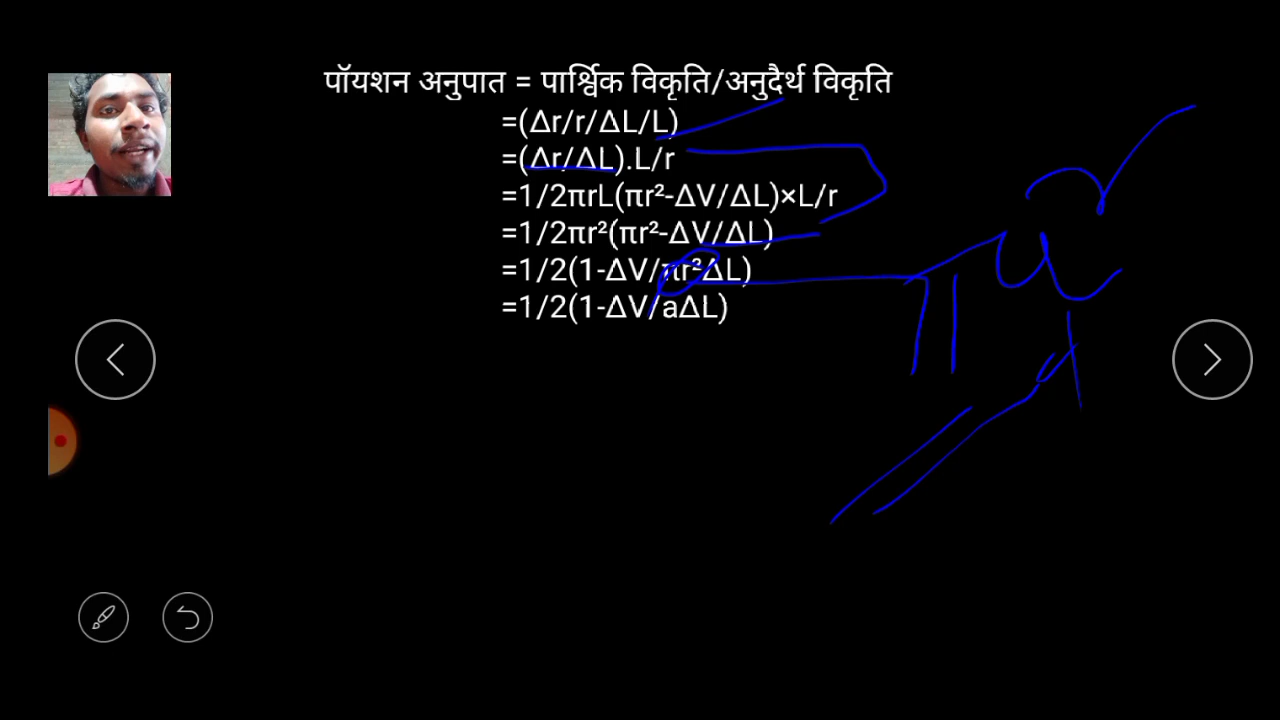 पॉयशन अनुपात = पार्श्विक विकृति/अनुदैर्थ विकृति
=(Δr/r/ΔL/L)
=(Δr/ΔL).L/r
=1/2πrL(πr²-ΔV/ΔL)×L/r
=1/2πr²(πr²-ΔV/ΔL)
=1/2(1-ΔV/πr²ΔL)
=1/2(1-ΔV/aΔL)